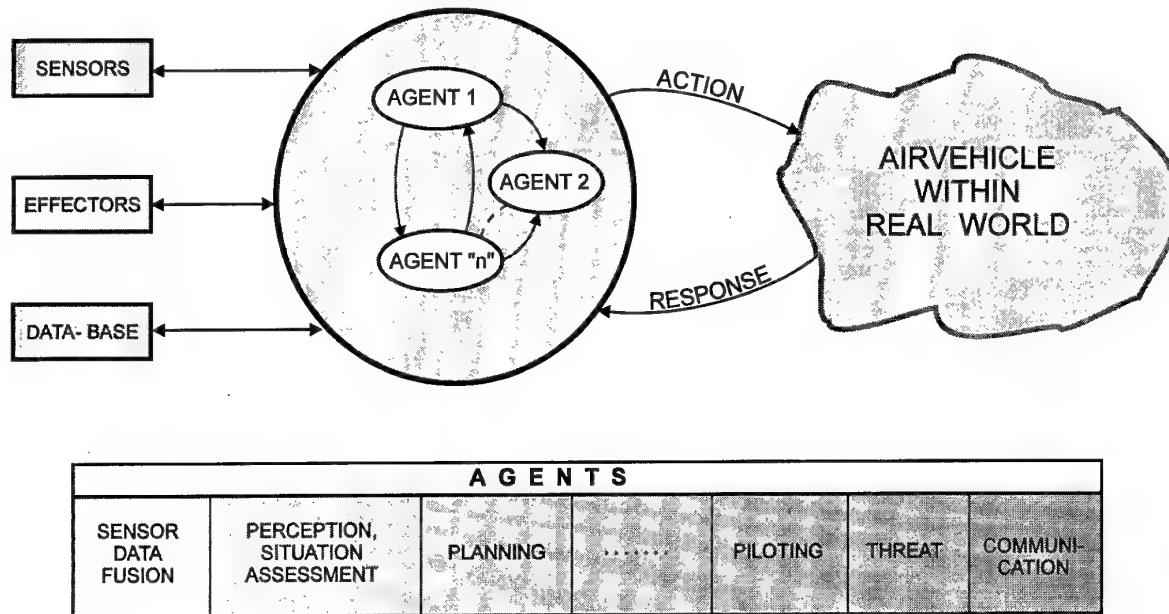 SENSORS
EFFECTORS
DATA- BASE
AGENT 1
AGENT 2
AGENT "n"
ACTION
RESPONSE
AIRVEHICLE
WITHIN
REAL WORLD
AGENTS
SENSOR
DATA
FUSION
PERCEPTION,
SITUATION
ASSESSMENT
PLANNING
.......
PILOTING
THREAT
COMMUNI-
CATION